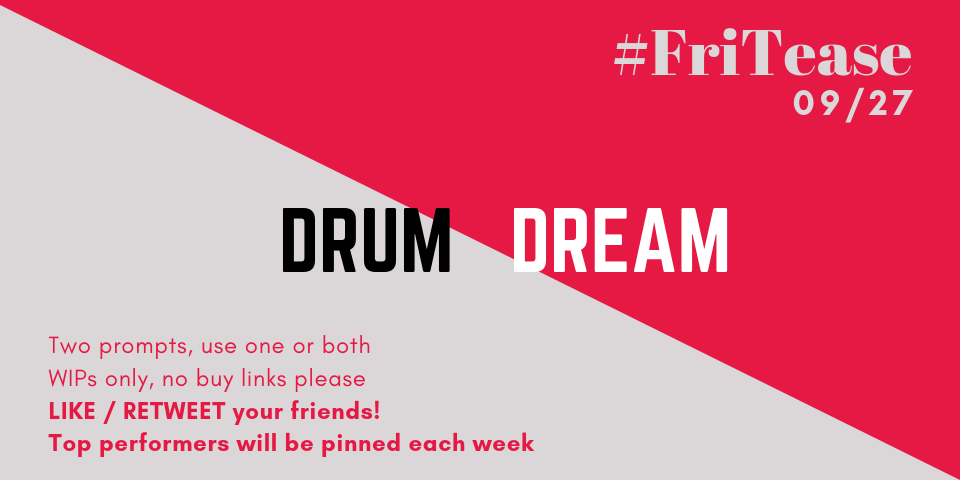 #FriTease
09/27
DRUM DREAM
Two prompts, use one or both
WIPs only, no buy links please
LIKE / RETWEET your friends!
Top performers will be pinned each week